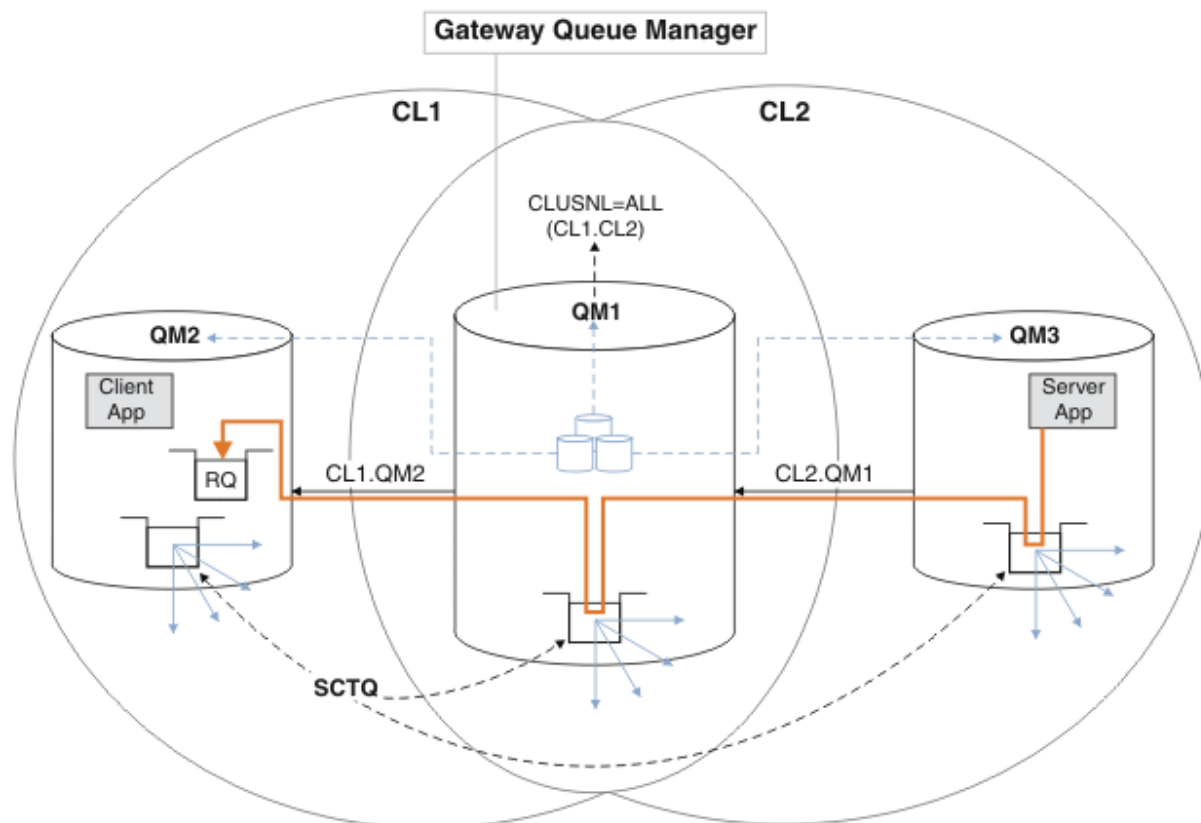 Gateway Queue Manager
CL1
CL2
CLUSNL=ALL
(CL1.CL2)
QM1
QM2
QM3
Client
App
Server
App
RQ
CL1.QM2
CL2.QM1
SCTQ